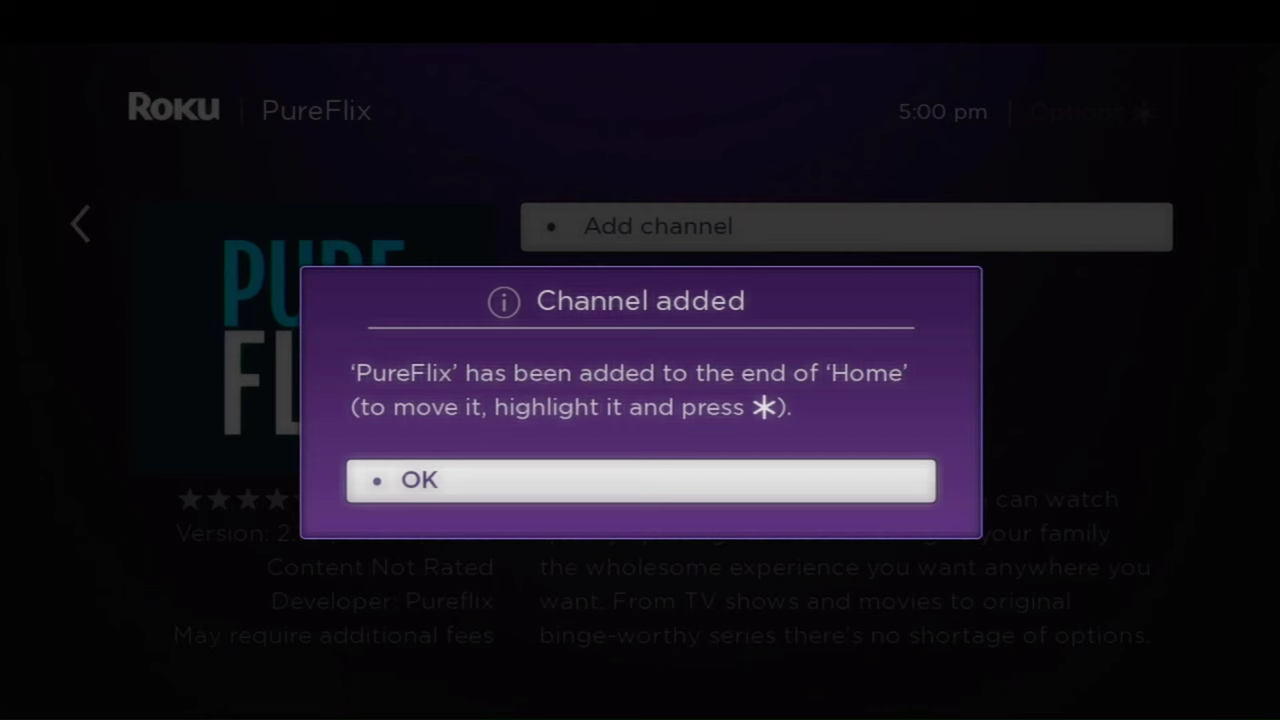 Roku | PureFlix
5:00 pm | Options *
Add channel
PURE
FL
ⓘ Channel added
‘PureFlix’ has been added to the end of ‘Home’
(to move it, highlight it and press *).
OK
can watch
Version: 2.
your family
Content Not Rated
the wholesome experience you want anywhere you
Developer: Pureflix
want. From TV shows and movies to original
May require additional fees
binge-worthy series there's no shortage of options.